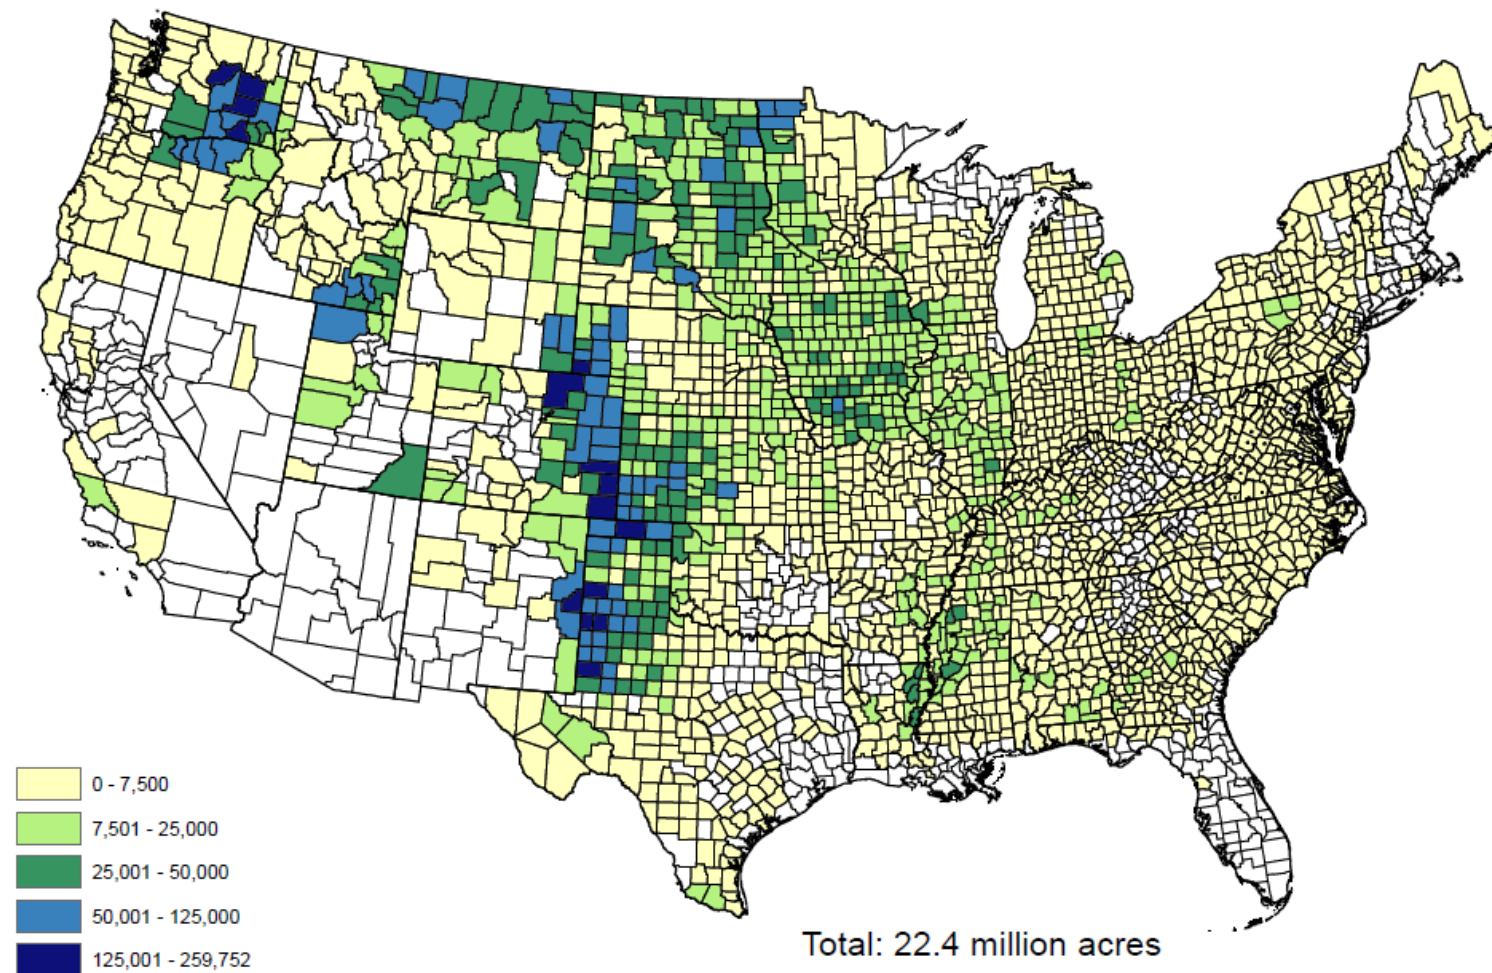 0 - 7,500
7,501 - 25,000
25,001 - 50,000
50,001 - 125,000
125,001 - 259,752
Total: 22.4 million acres